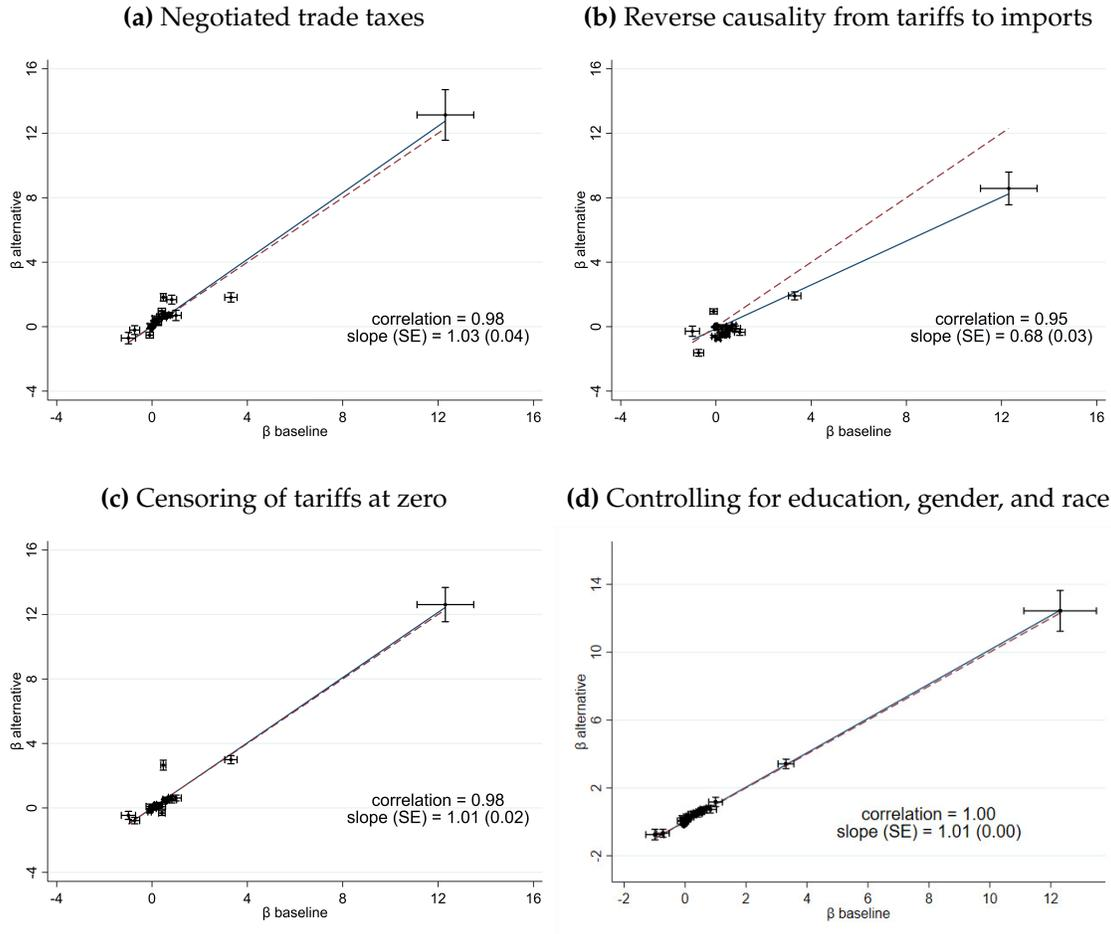 (a) Negotiated trade taxes
16
12
8
4
0
-4
β alternative
correlation = 0.98
slope (SE) = 1.03 (0.04)
-4 0 4 8 12 16
β baseline
(b) Reverse causality from tariffs to imports
16
12
8
4
0
-4
β alternative
correlation = 0.95
slope (SE) = 0.68 (0.03)
-4 0 4 8 12 16
β baseline
(c) Censoring of tariffs at zero
16
12
8
4
0
-4
β alternative
correlation = 0.98
slope (SE) = 1.01 (0.02)
-4 0 4 8 12 16
β baseline
(d) Controlling for education, gender, and race
14
10
6
2
-2
β alternative
correlation = 1.00
slope (SE) = 1.01 (0.00)
-2 0 2 4 6 8 10 12
β baseline